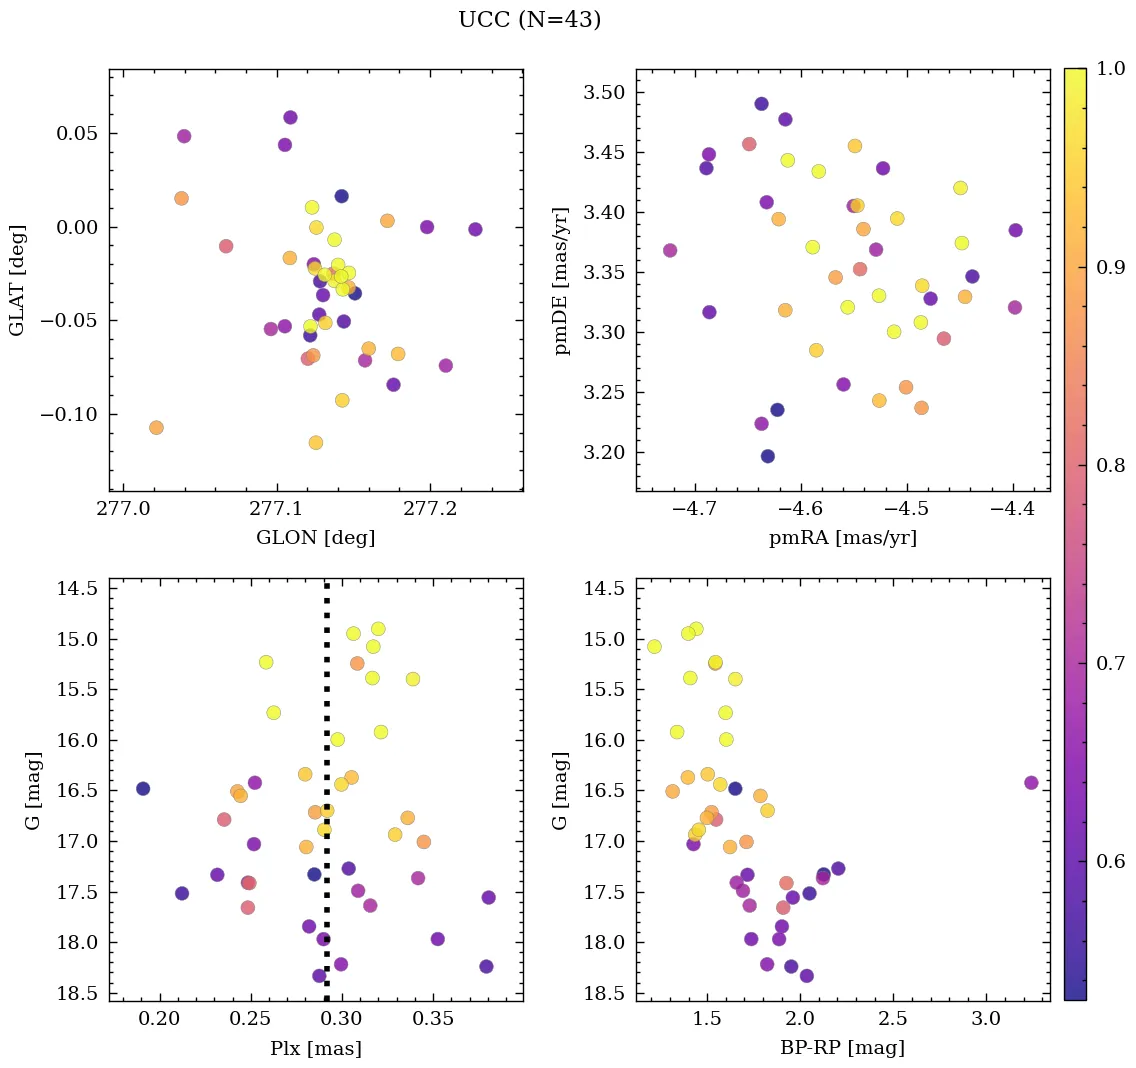 UCC (N=43)
0.05
0.00
−0.05
−0.10
GLAT [deg]
277.0 277.1 277.2
GLON [deg]
3.50
3.45
3.40
3.35
3.30
3.25
3.20
pmDE [mas/yr]
−4.7 −4.6 −4.5 −4.4
pmRA [mas/yr]
14.5
15.0
15.5
16.0
16.5
17.0
17.5
18.0
18.5
G [mag]
0.20 0.25 0.30 0.35
Plx [mas]
14.5
15.0
15.5
16.0
16.5
17.0
17.5
18.0
18.5
G [mag]
1.5 2.0 2.5 3.0
BP-RP [mag]
1.0
0.9
0.8
0.7
0.6